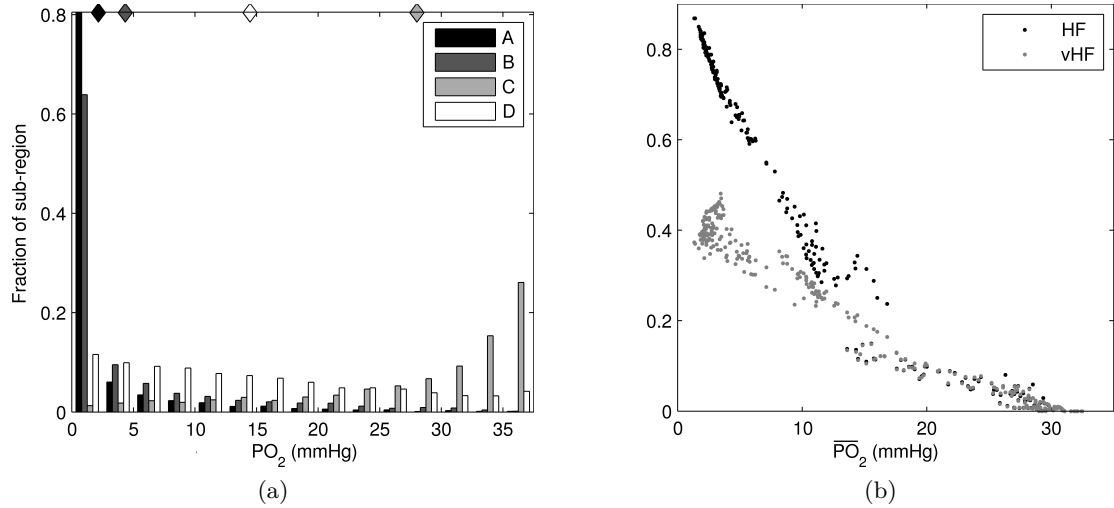 0.8
0.6
0.4
0.2
0
Fraction of sub-region
0 5 10 15 20 25 30 35
PO2 (mmHg)
A
B
C
D
(a)
0.8
0.6
0.4
0.2
0
0 10 20 30
PO2 (mmHg)
HF
vHF
(b)